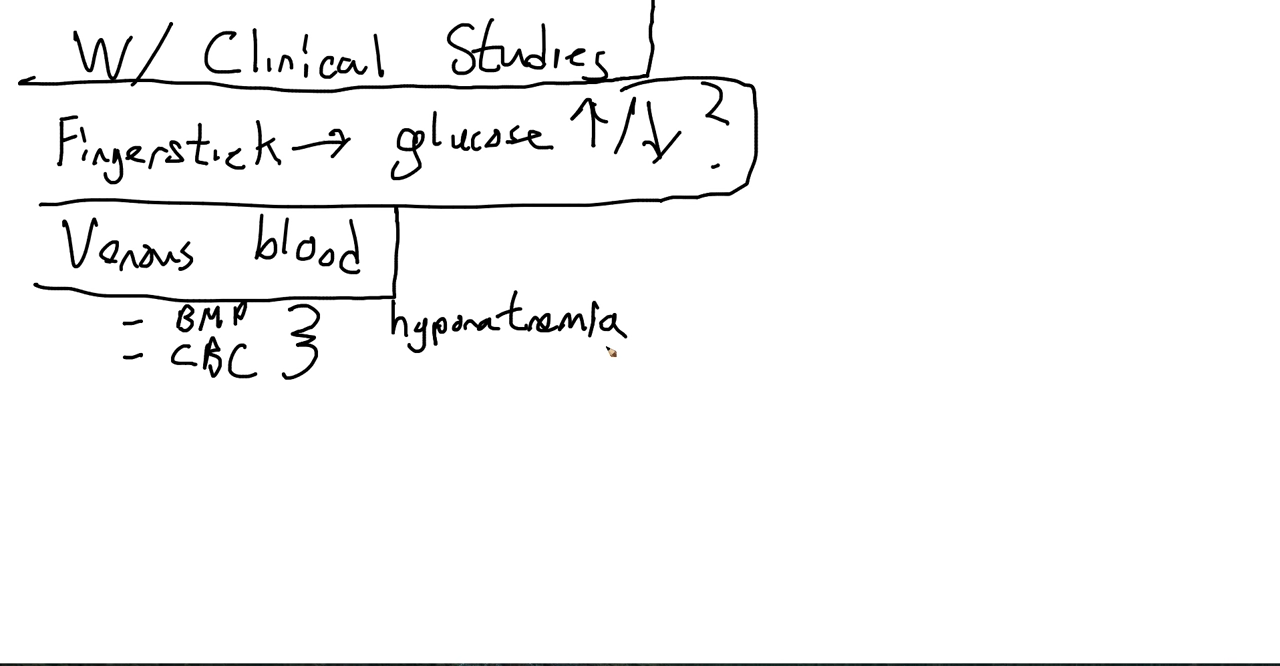 W/ Clinical Studies
Fingerstick → glucose ↑/↓ ?
Venous blood
- BMP
- CBC } hyponatremia